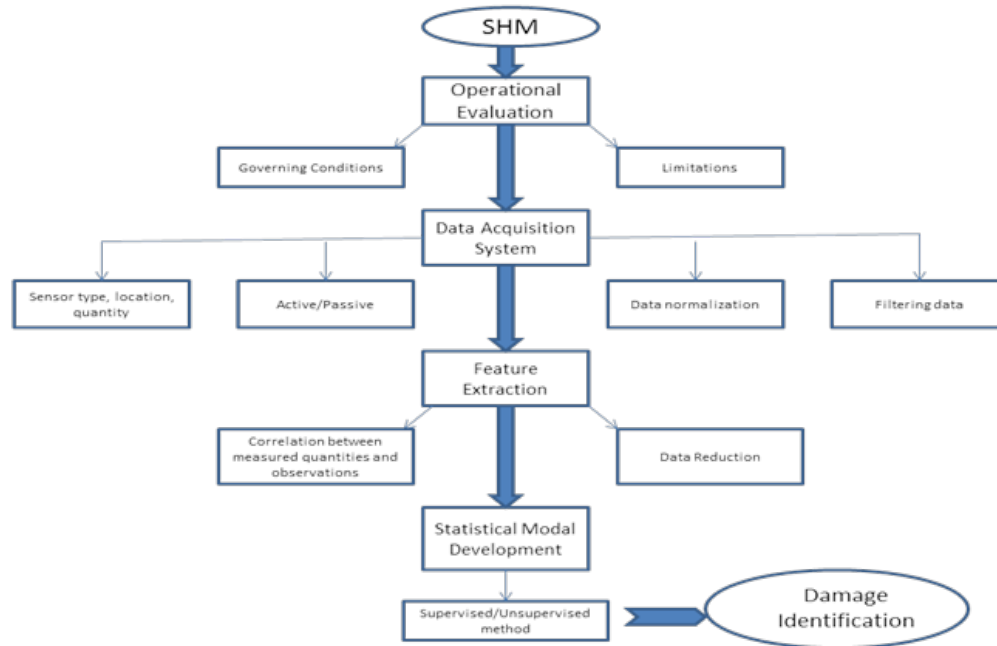 SHM
Operational
Evaluation
Governing Conditions
Limitations
Data Acquisition
System
Sensor type, location,
quantity
Active/Passive
Data normalization
Filtering data
Feature
Extraction
Correlation between
measured quantities and
observations
Data Reduction
Statistical Modal
Development
Supervised/Unsupervised
method
Damage
Identification